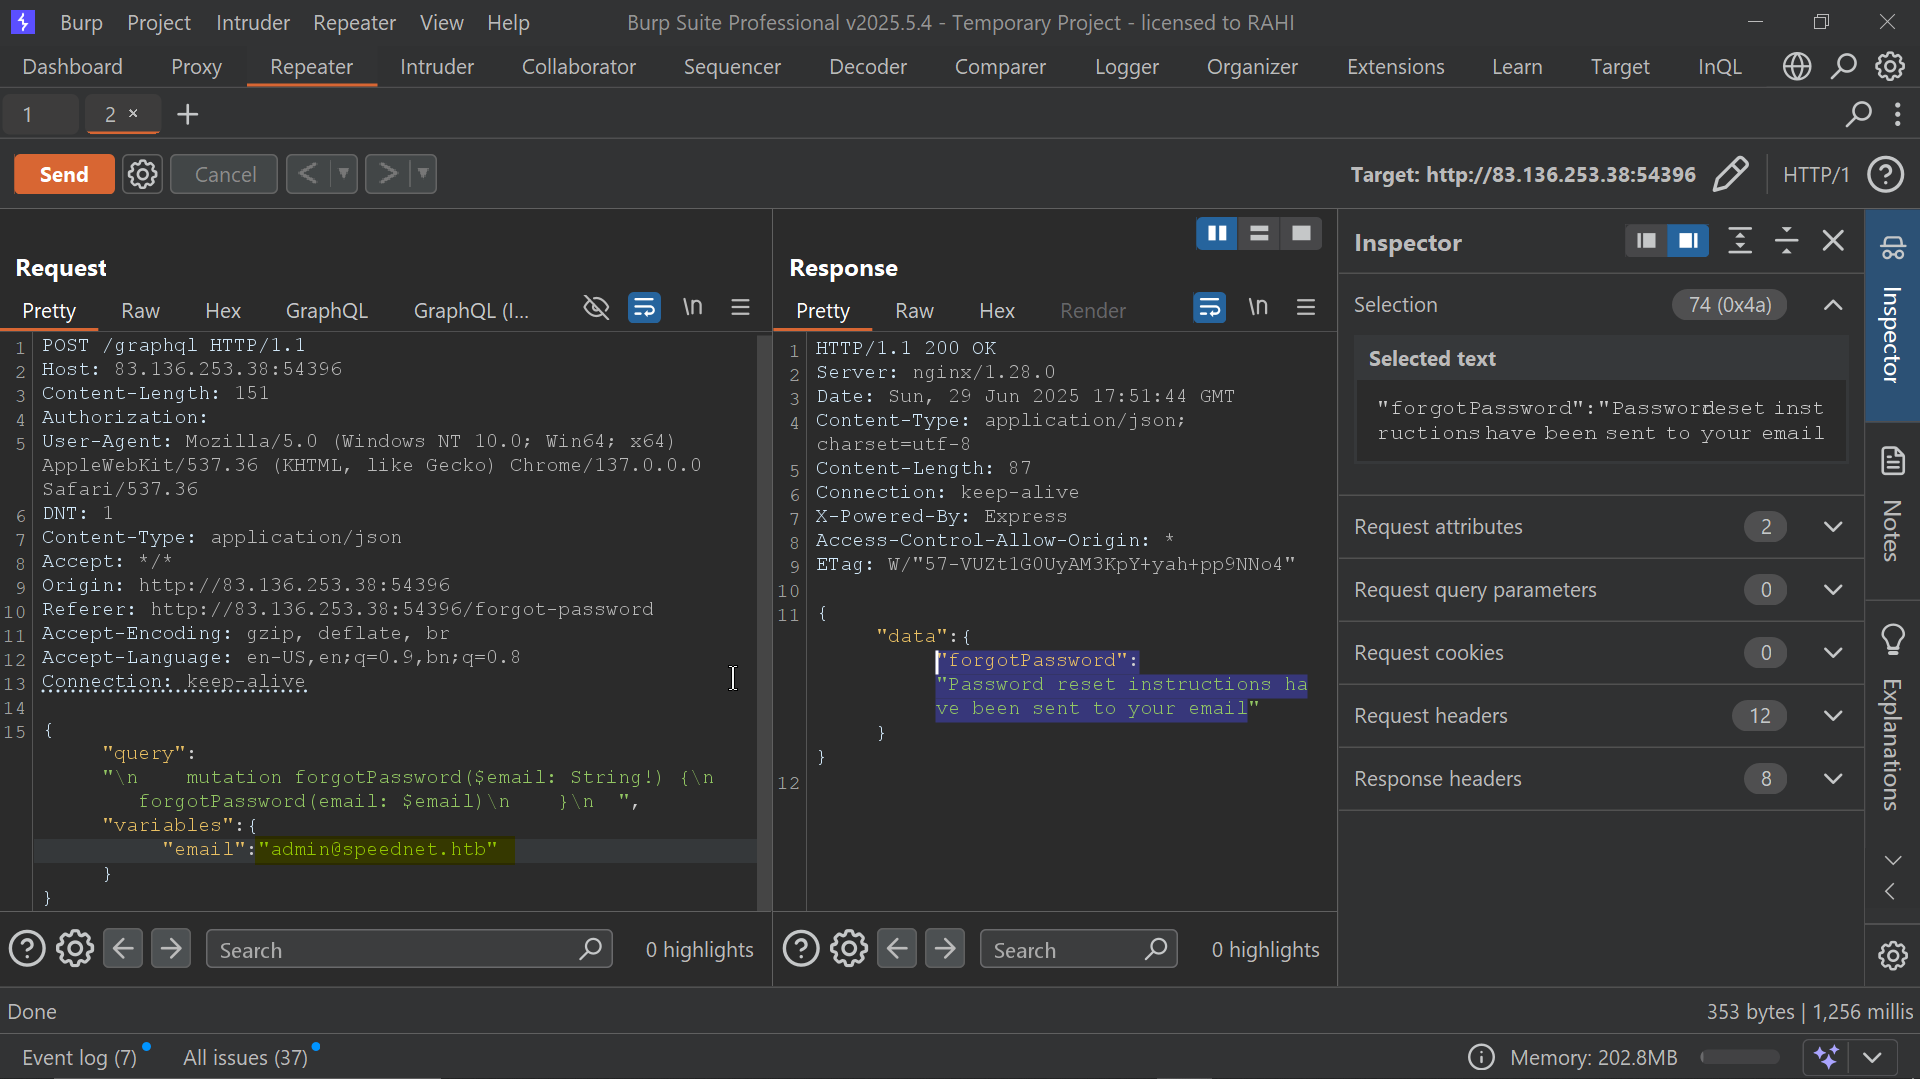 Burp Project Intruder Repeater View Help Burp Suite Professional v2025.5.4 - Temporary Project - licensed to RAHI
Dashboard Proxy Repeater Intruder Collaborator Sequencer Decoder Comparer Logger Organizer Extensions Learn Target InQL
1 2 × +
Send Cancel < > Target: http://83.136.253.38:54396 HTTP/1
Request
Pretty Raw Hex GraphQL GraphQL (I... \n
1 POST /graphql HTTP/1.1
2 Host: 83.136.253.38:54396
3 Content-Length: 151
4 Authorization:
5 User-Agent: Mozilla/5.0 (Windows NT 10.0; Win64; x64)
AppleWebKit/537.36 (KHTML, like Gecko) Chrome/137.0.0.0
Safari/537.36
6 DNT: 1
7 Content-Type: application/json
8 Accept: */*
9 Origin: http://83.136.253.38:54396
10 Referer: http://83.136.253.38:54396/forgot-password
11 Accept-Encoding: gzip, deflate, br
12 Accept-Language: en-US,en;q=0.9,bn;q=0.8
13 Connection: keep-alive
14
15 {
"query":
"\n    mutation forgotPassword($email: String!) {\n
forgotPassword(email: $email)\n    }\n  ",
"variables":{
"email":"admin@speednet.htb"
}
}
Search 0 highlights
Response
Pretty Raw Hex Render \n
1 HTTP/1.1 200 OK
2 Server: nginx/1.28.0
3 Date: Sun, 29 Jun 2025 17:51:44 GMT
4 Content-Type: application/json;
charset=utf-8
5 Content-Length: 87
6 Connection: keep-alive
7 X-Powered-By: Express
8 Access-Control-Allow-Origin: *
9 ETag: W/"57-VUZt1G0UyAM3KpY+yah+pp9NNo4"
10
11 {
"data":{
"forgotPassword":
"Password reset instructions ha
ve been sent to your email"
}
}
12
Search 0 highlights
Inspector
Selection 74 (0x4a)
Selected text
"forgotPassword":"Password reset inst
ructions have been sent to your email
Request attributes 2
Request query parameters 0
Request cookies 0
Request headers 12
Response headers 8
Inspector
Notes
Explanations
Done 353 bytes | 1,256 millis
Event log (7) All issues (37) Memory: 202.8MB